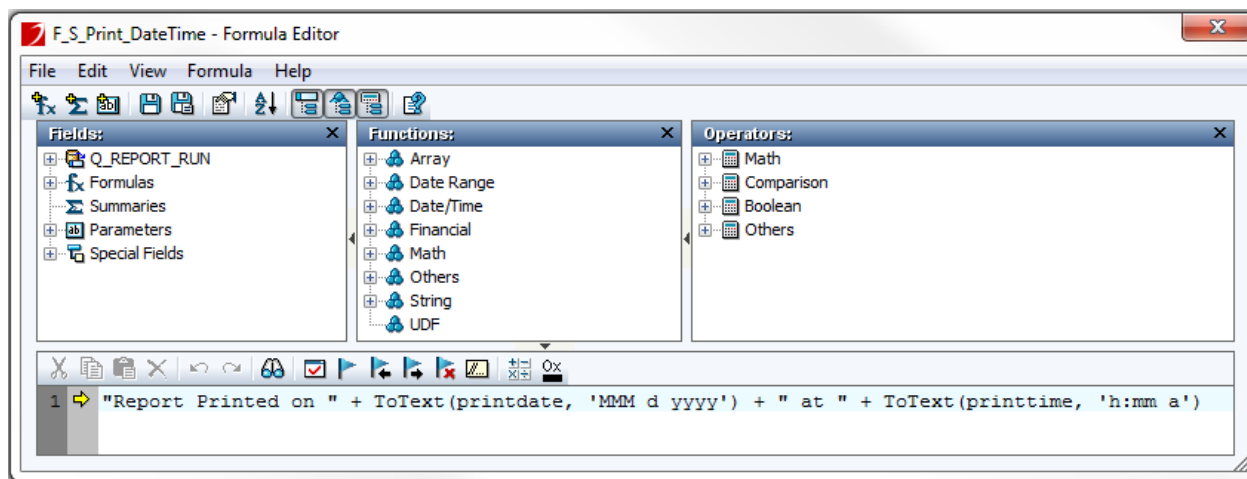 F_S_Print_DateTime - Formula Editor
File Edit View Formula Help
Fields:
Q_REPORT_RUN
Formulas
Summaries
Parameters
Special Fields
Functions:
Array
Date Range
Date/Time
Financial
Math
Others
String
UDF
Operators:
Math
Comparison
Boolean
Others
1 "Report Printed on " + ToText(printdate, 'MMM d yyyy') + " at " + ToText(printtime, 'h:mm a')